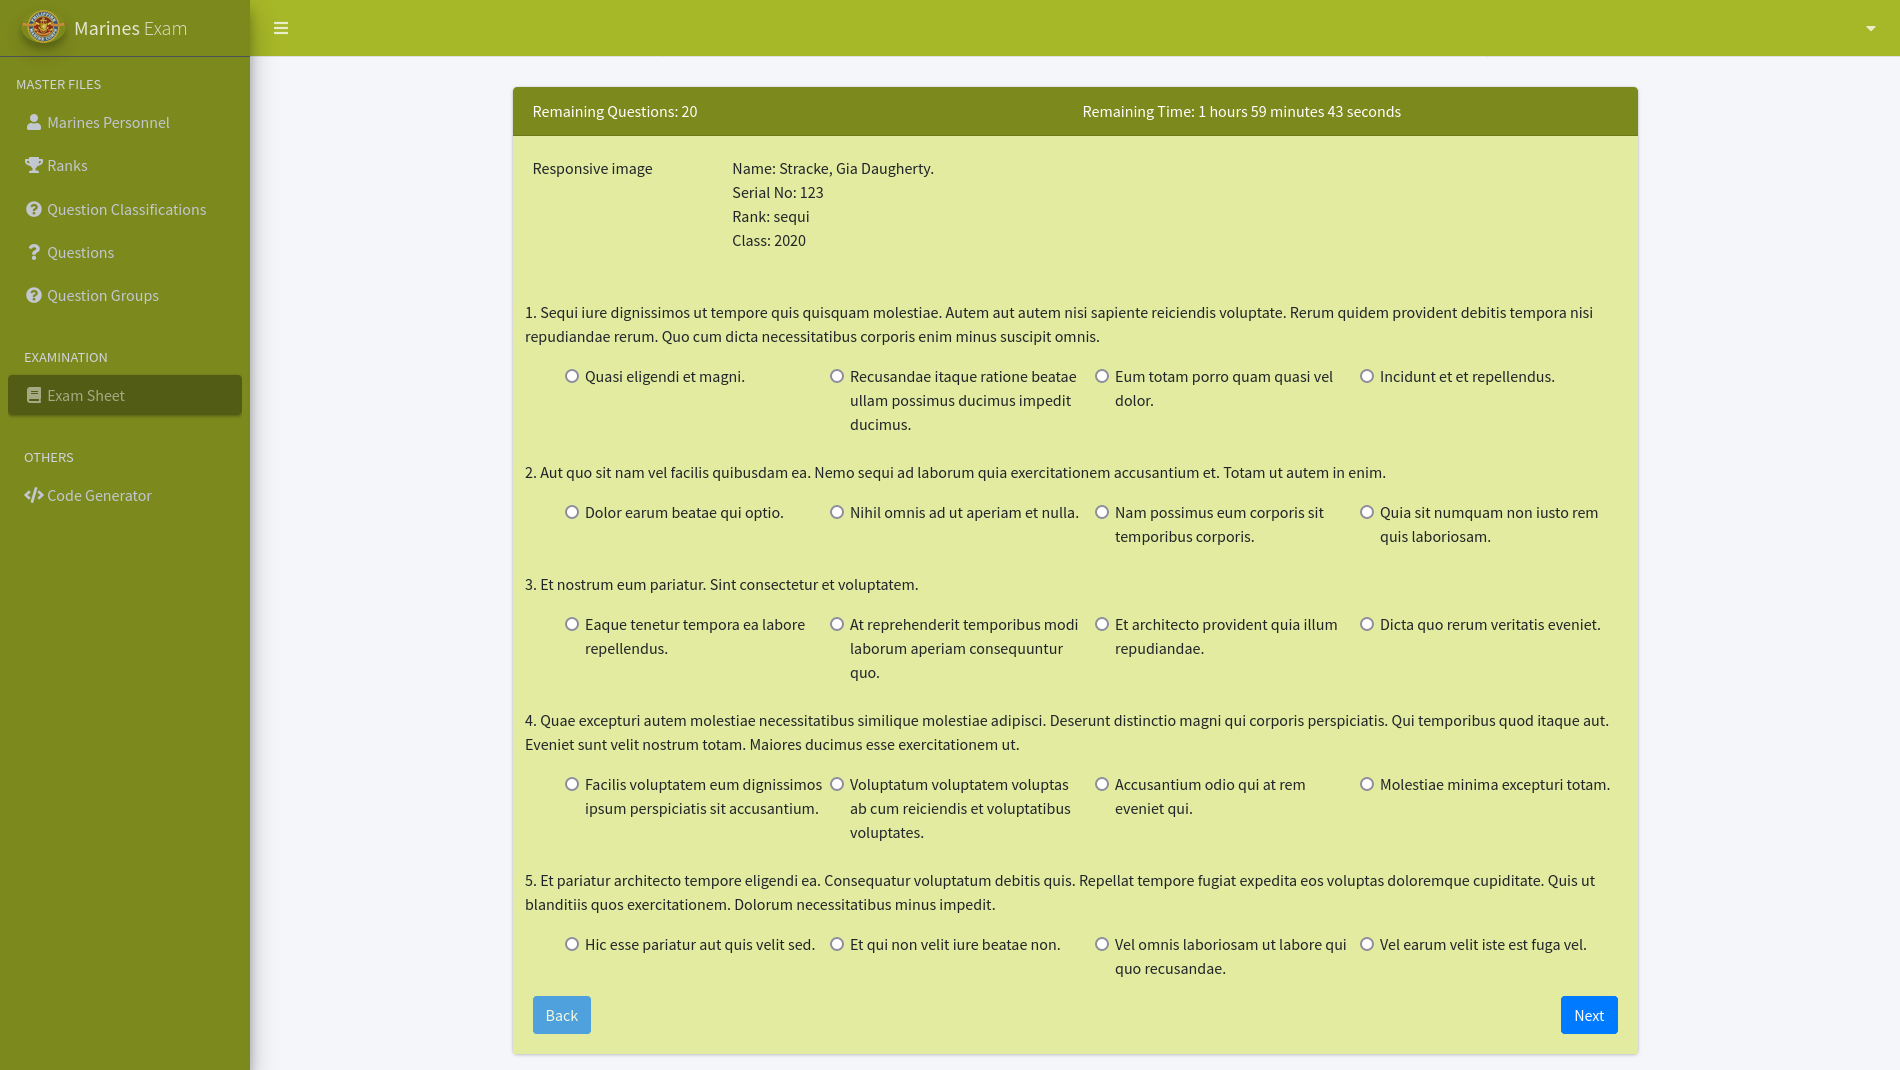 Marines Exam
MASTER FILES
Marines Personnel
Ranks
Question Classifications
Questions
Question Groups
EXAMINATION
Exam Sheet
OTHERS
Code Generator
Remaining Questions: 20
Remaining Time: 1 hours 59 minutes 43 seconds
Responsive image
Name: Stracke, Gia Daugherty.
Serial No: 123
Rank: sequi
Class: 2020
1. Sequi iure dignissimos ut tempore quis quisquam molestiae. Autem aut autem nisi sapiente reiciendis voluptate. Rerum quidem provident debitis tempora nisi
repudiandae rerum. Quo cum dicta necessitatibus corporis enim minus suscipit omnis.
Quasi eligendi et magni.
Recusandae itaque ratione beatae
ullam possimus ducimus impedit
ducimus.
Eum totam porro quam quasi vel
dolor.
Incidunt et et repellendus.
2. Aut quo sit nam vel facilis quibusdam ea. Nemo sequi ad laborum quia exercitationem accusantium et. Totam ut autem in enim.
Dolor earum beatae qui optio.
Nihil omnis ad ut aperiam et nulla.
Nam possimus eum corporis sit
temporibus corporis.
Quia sit numquam non iusto rem
quis laboriosam.
3. Et nostrum eum pariatur. Sint consectetur et voluptatem.
Eaque tenetur tempora ea labore
repellendus.
At reprehenderit temporibus modi
laborum aperiam consequuntur
quo.
Et architecto provident quia illum
repudiandae.
Dicta quo rerum veritatis eveniet.
4. Quae excepturi autem molestiae necessitatibus similique molestiae adipisci. Deserunt distinctio magni qui corporis perspiciatis. Qui temporibus quod itaque aut.
Eveniet sunt velit nostrum totam. Maiores ducimus esse exercitationem ut.
Facilis voluptatem eum dignissimos
ipsum perspiciatis sit accusantium.
Voluptatum voluptatem voluptas
ab cum reiciendis et voluptatibus
voluptates.
Accusantium odio qui at rem
eveniet qui.
Molestiae minima excepturi totam.
5. Et pariatur architecto tempore eligendi ea. Consequatur voluptatum debitis quis. Repellat tempore fugiat expedita eos voluptas doloremque cupiditate. Quis ut
blanditiis quos exercitationem. Dolorum necessitatibus minus impedit.
Hic esse pariatur aut quis velit sed.
Et qui non velit iure beatae non.
Vel omnis laboriosam ut labore qui
quo recusandae.
Vel earum velit iste est fuga vel.
Back
Next